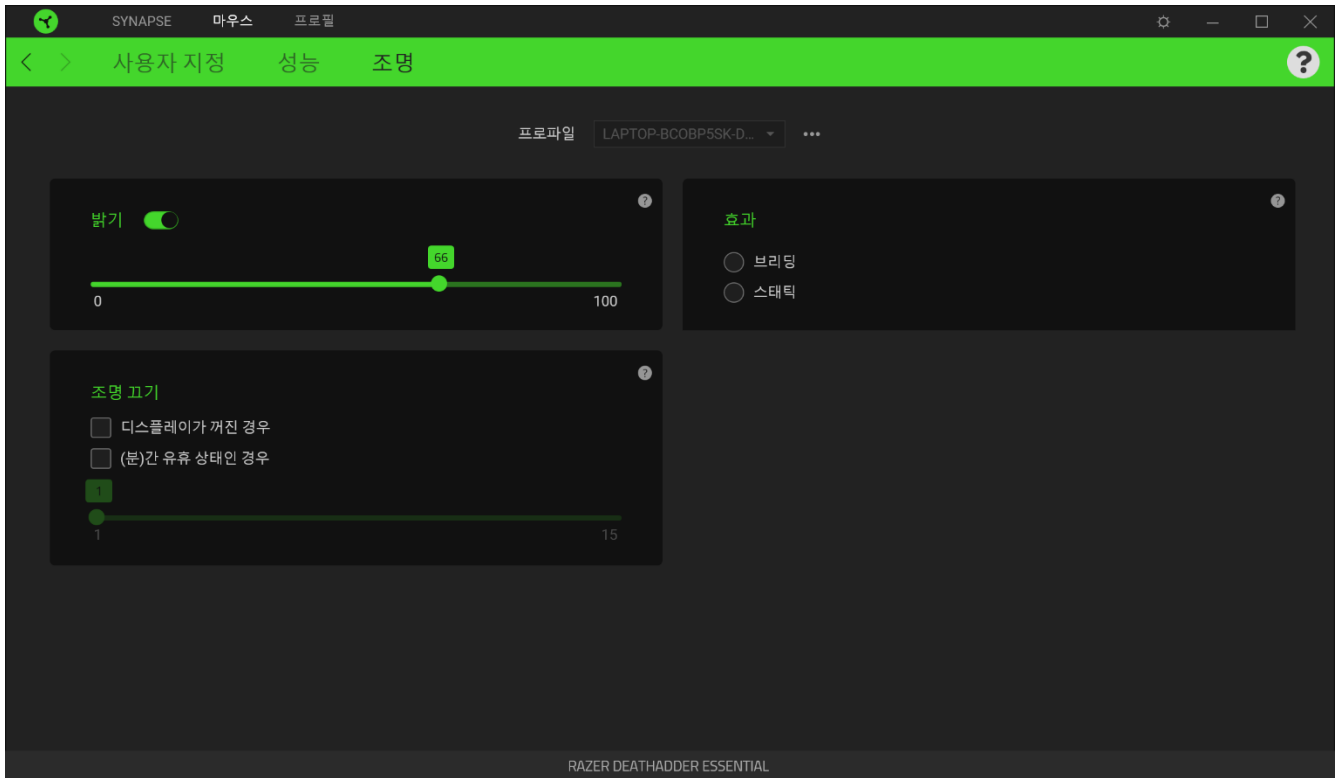 SYNAPSE 마우스 프로필
사용자 지정 성능 조명
?
프로파일 LAPTOP-BCOBP5SK-D... •••
밝기
?
66
0 100
효과
?
브리딩
스태틱
조명 끄기
?
디스플레이가 꺼진 경우
(분)간 유휴 상태인 경우
1
1 15
RAZER DEATHADDER ESSENTIAL